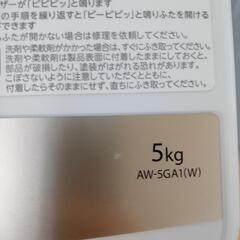 ザーが「ピピピッ」と鳴ります
の手順を繰り返すと「ピーピピッ」と鳴りふたを開ける
できます
ふたが開かない場合は修理を依頼してください。
洗剤や柔軟剤がかかった場合は、すぐにふき取ってください。
洗剤や柔軟剤は製品表面に付着したままにしておくと、
部品が破損したり、塗装がはがれる恐れがあります。
こぼさないように注意していただくとともに、
付着したままにせず、直ちにふき取ってください。
5kg
AW-5GA1(W)